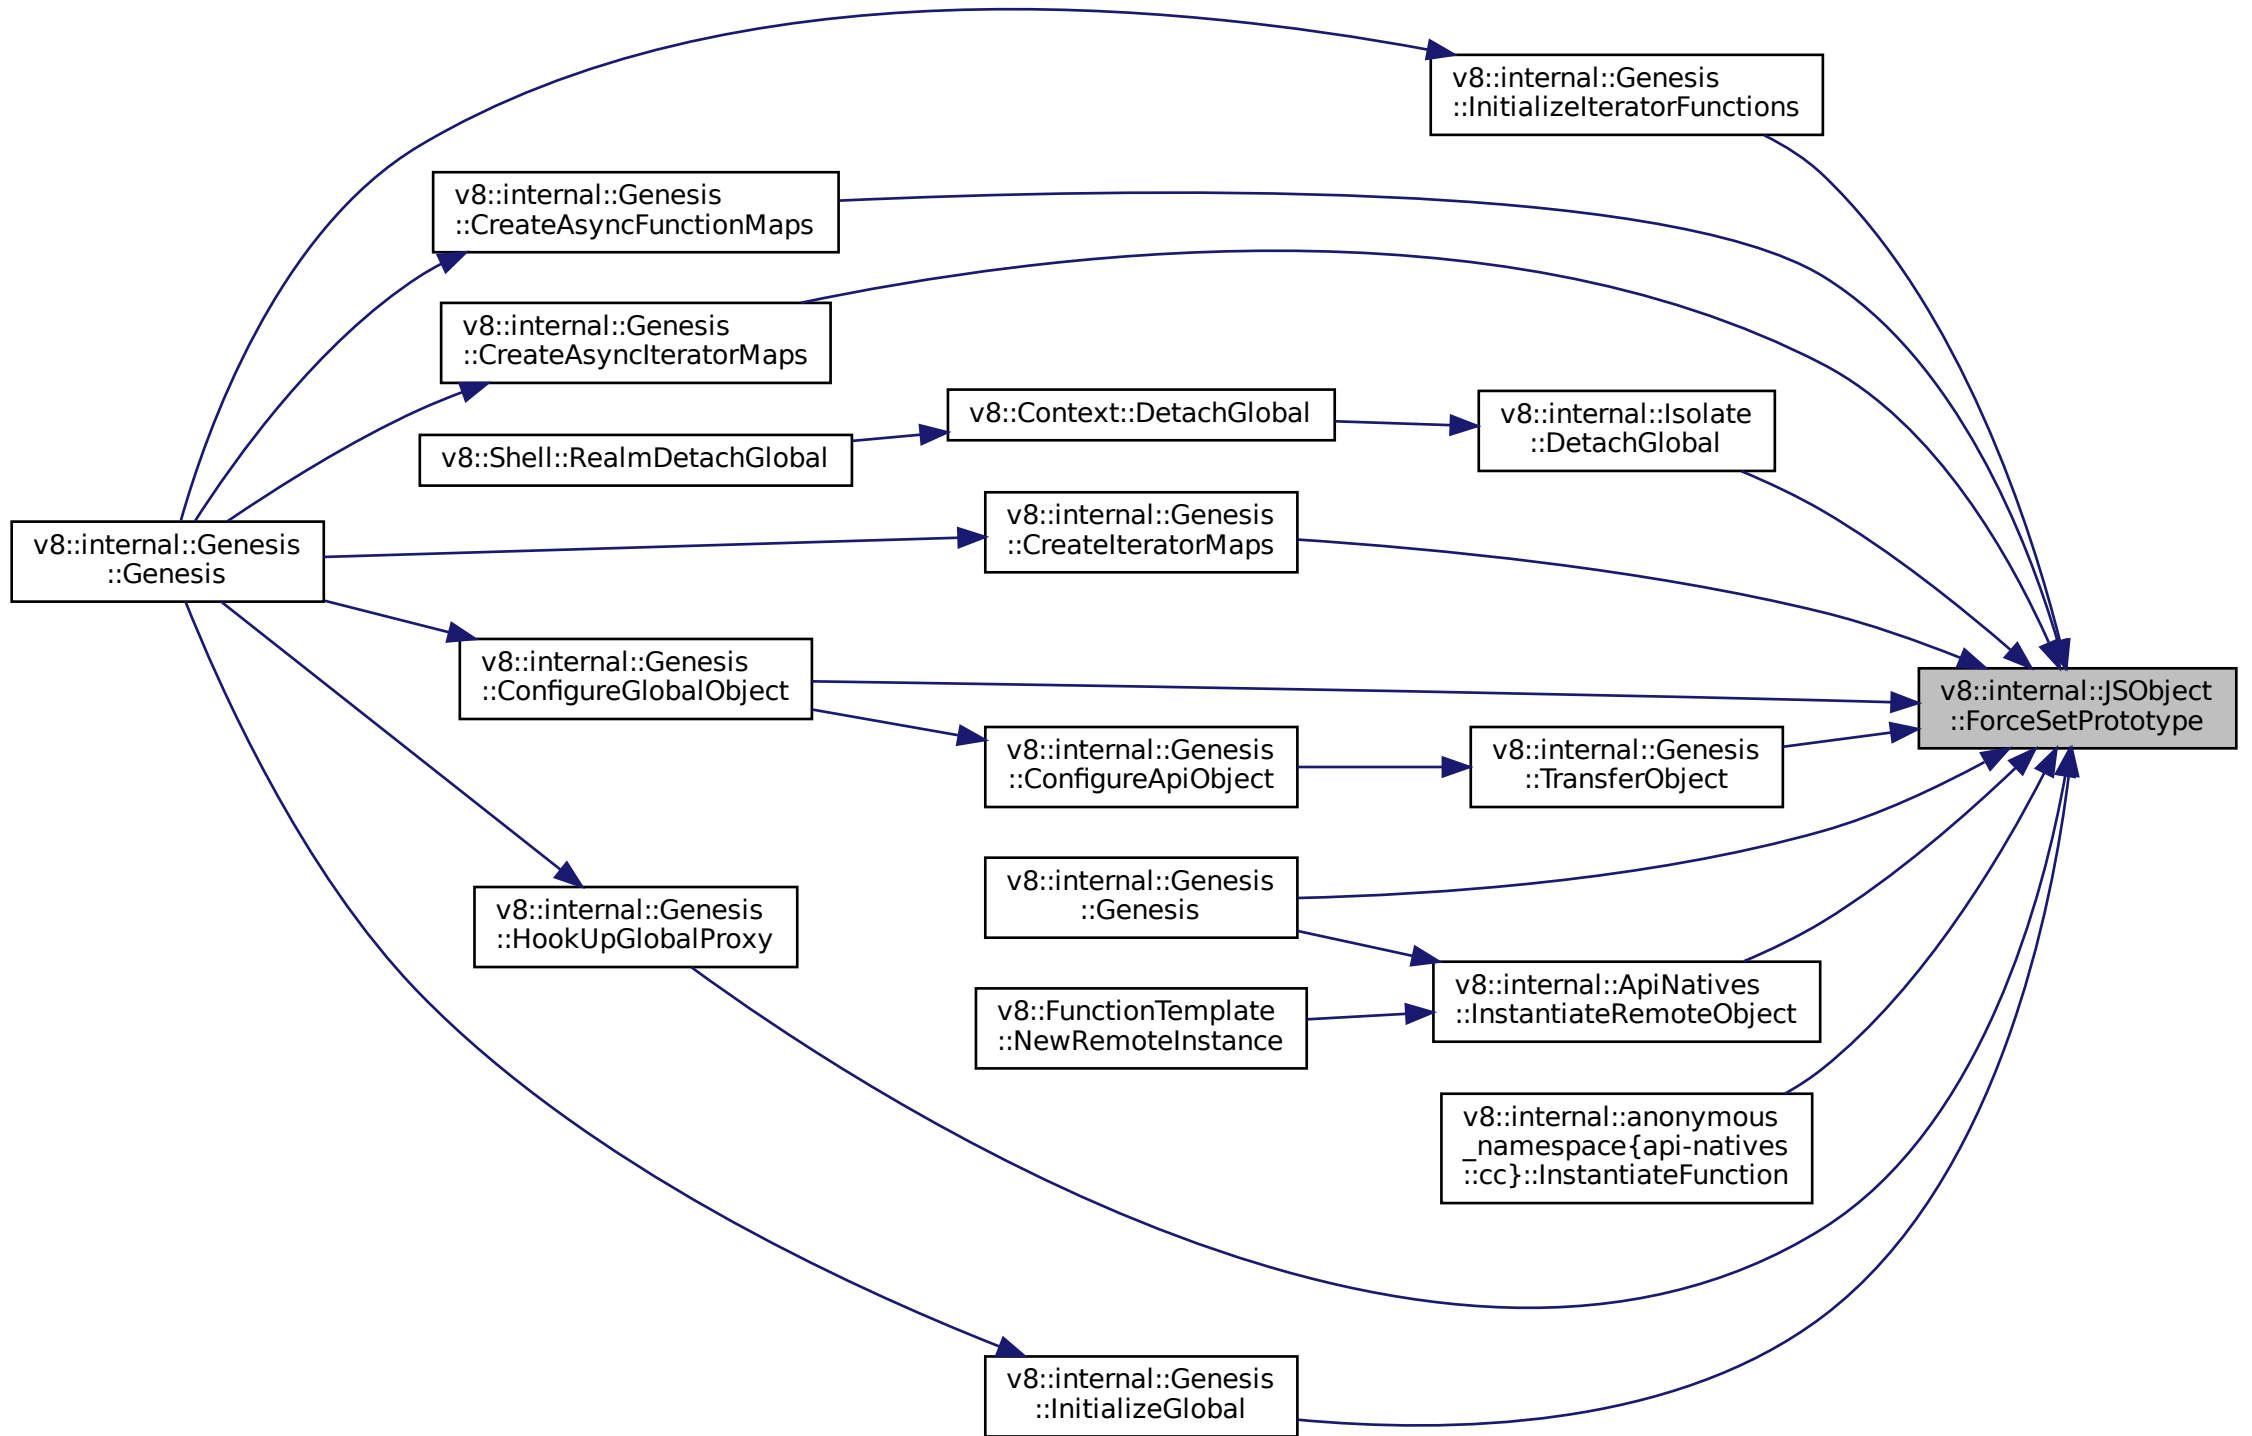 v8::internal::Genesis
::InitializeIteratorFunctions
v8::internal::Genesis
::CreateAsyncFunctionMaps
v8::internal::Genesis
::CreateAsyncIteratorMaps
v8::Context::DetachGlobal
v8::internal::Isolate
::DetachGlobal
v8::Shell::RealmDetachGlobal
v8::internal::Genesis
::CreateIteratorMaps
v8::internal::Genesis
::Genesis
v8::internal::Genesis
::ConfigureGlobalObject
v8::internal::JSObject
::ForceSetPrototype
v8::internal::Genesis
::ConfigureApiObject
v8::internal::Genesis
::TransferObject
v8::internal::Genesis
::Genesis
v8::internal::Genesis
::HookUpGlobalProxy
v8::internal::ApiNatives
::InstantiateRemoteObject
v8::FunctionTemplate
::NewRemoteInstance
v8::internal::anonymous
_namespace{api-natives
::cc}::InstantiateFunction
v8::internal::Genesis
::InitializeGlobal